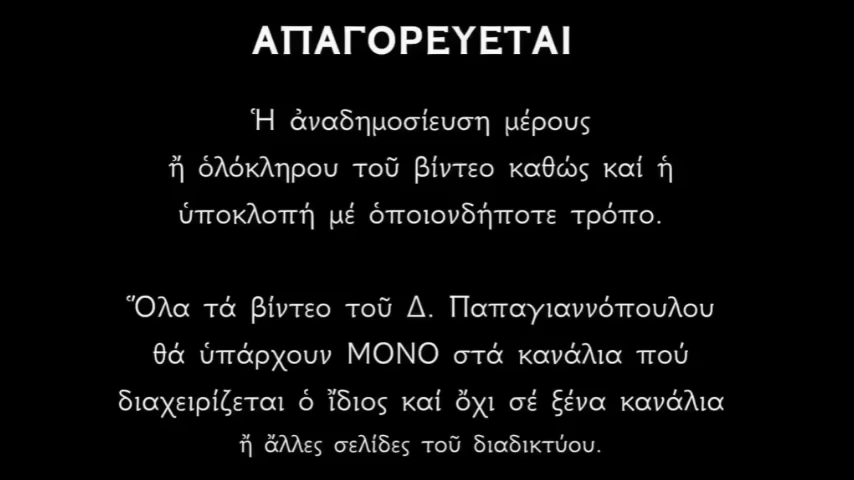 ΑΠΑΓΟΡΕΥΕΤΑΙ
Ἡ ἀναδημοσίευση μέρους
ἤ ὁλόκληρου τοῦ βίντεο καθώς καί ἡ
ὑποκλοπή μέ ὁποιονδήποτε τρόπο.
Ὅλα τά βίντεο τοῦ Δ. Παπαγιαννόπουλου
θά ὑπάρχουν ΜΟΝΟ στά κανάλια πού
διαχειρίζεται ὁ ἴδιος καί ὄχι σέ ξένα κανάλια
ἤ ἄλλες σελίδες τοῦ διαδικτύου.